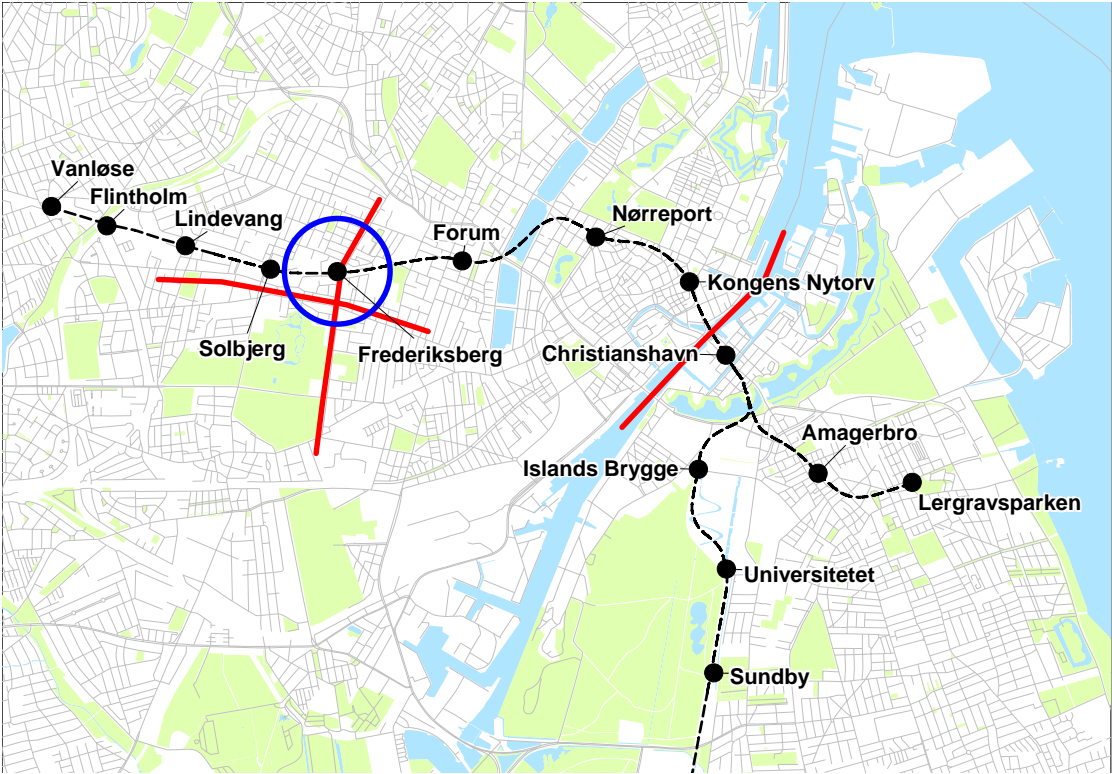 Vanløse
Flintholm
Lindevang
Solbjerg
Frederiksberg
Forum
Nørreport
Kongens Nytorv
Christianshavn
Islands Brygge
Amagerbro
Lergravsparken
Universitetet
Sundby